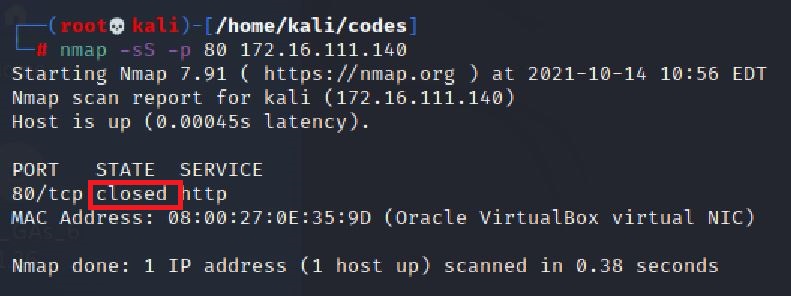 ┌──(root💀kali)-[/home/kali/codes]
└─# nmap -sS -p 80 172.16.111.140
Starting Nmap 7.91 ( https://nmap.org ) at 2021-10-14 10:56 EDT
Nmap scan report for kali (172.16.111.140)
Host is up (0.00045s latency).
PORT   STATE  SERVICE
80/tcp closed http
MAC Address: 08:00:27:0E:35:9D (Oracle VirtualBox virtual NIC)
Nmap done: 1 IP address (1 host up) scanned in 0.38 seconds